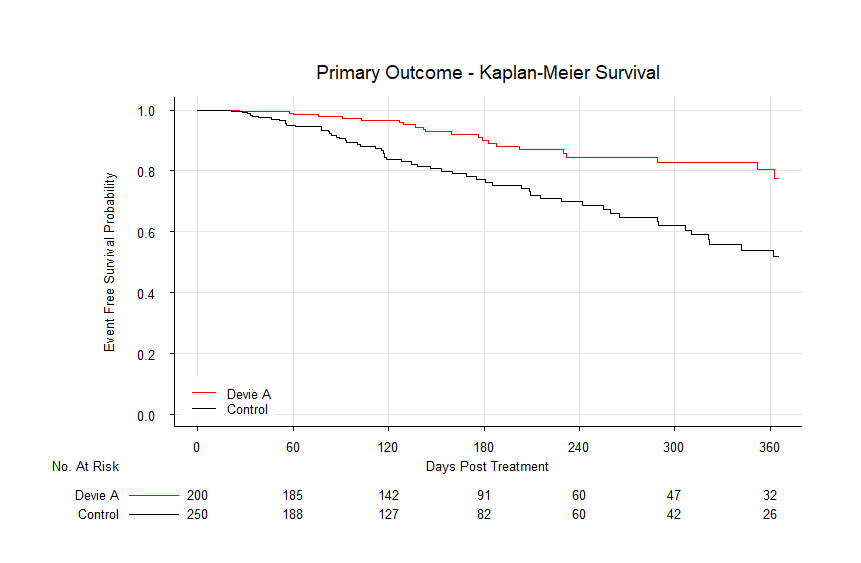 Primary Outcome - Kaplan-Meier Survival
Event Free Survival Probability
1.0
0.8
0.6
0.4
0.2
0.0
Devie A
Control
0 60 120 180 240 300 360
Days Post Treatment
No. At Risk
Devie A 200 185 142 91 60 47 32
Control 250 188 127 82 60 42 26